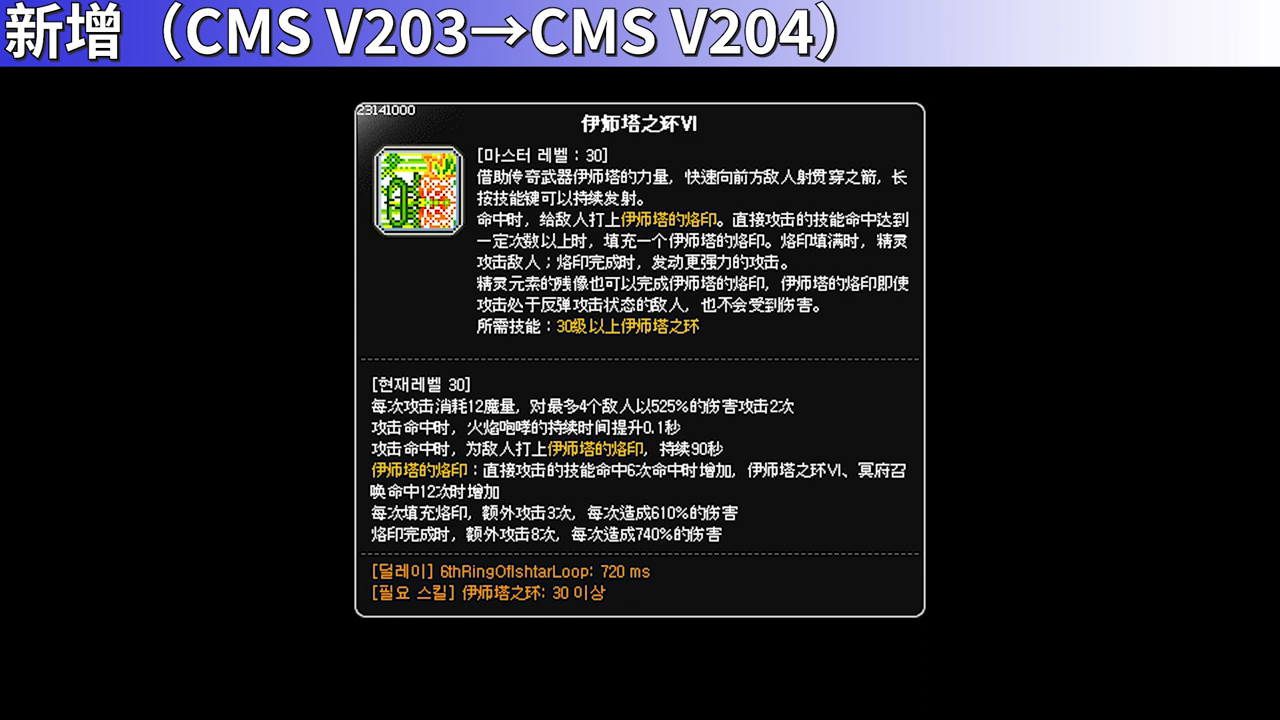 新增（CMS V203→CMS V204）
23141000
伊师塔之环VI
[마스터 레벨 : 30]
借助传奇武器伊师塔的力量，快速向前方敌人射贯穿之箭，长
按技能键可以持续发射。
命中时，给敌人打上伊师塔的烙印。直接攻击的技能命中达到
一定次数以上时，填充一个伊师塔的烙印。烙印填满时，精灵
攻击敌人；烙印完成时，发动更强力的攻击。
精灵元素的残像也可以完成伊师塔的烙印，伊师塔的烙印即使
攻击处于反弹攻击状态的敌人，也不会受到伤害。
所需技能：30级以上伊师塔之环
[현재레벨 30]
每次攻击消耗12魔量，对最多4个敌人以525%的伤害攻击2次
攻击命中时，火焰咆哮的持续时间提升0.1秒
攻击命中时，为敌人打上伊师塔的烙印，持续90秒
伊师塔的烙印：直接攻击的技能命中6次命中时增加，伊师塔之环VI、冥府召
唤命中12次时增加
每次填充烙印，额外攻击3次，每次造成610%的伤害
烙印完成时，额外攻击8次，每次造成740%的伤害
[딜레이] 6thRingOfIshtarLoop: 720 ms
[필요 스킬] 伊师塔之环: 30 이상